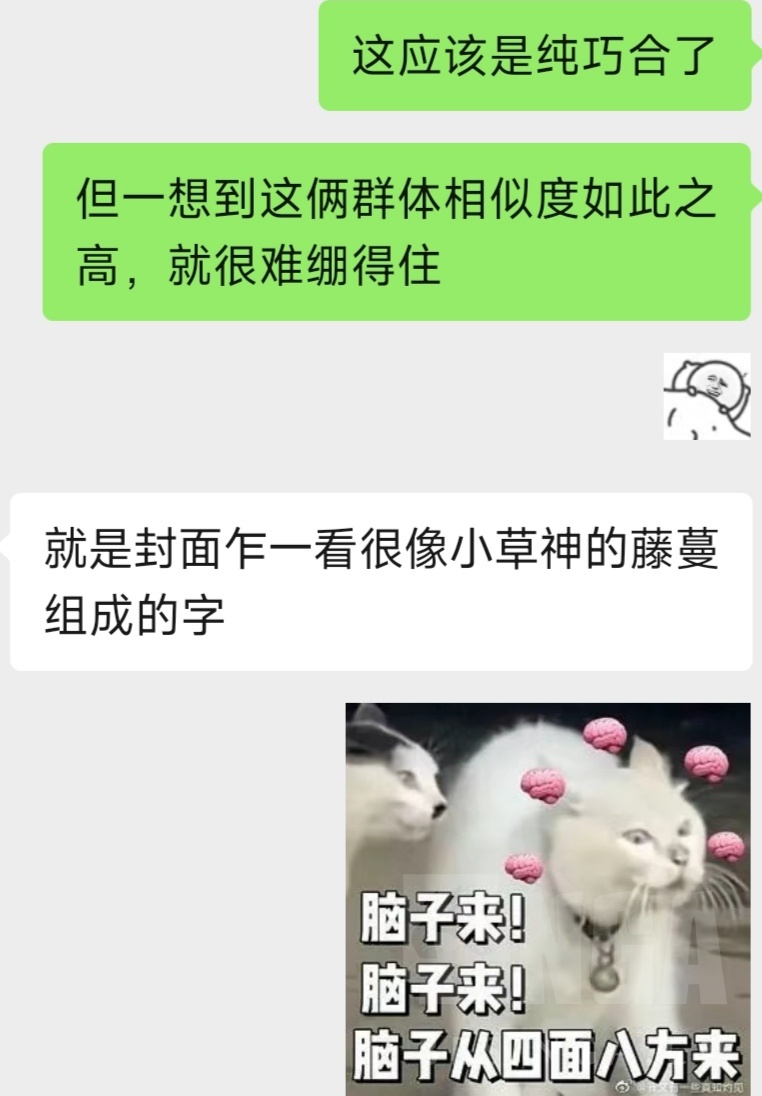 这应该是纯巧合了
但一想到这俩群体相似度如此之
高，就很难绷得住
就是封面乍一看很像小草神的藤蔓
组成的字
脑子来！
脑子来！
脑子从四面八方来